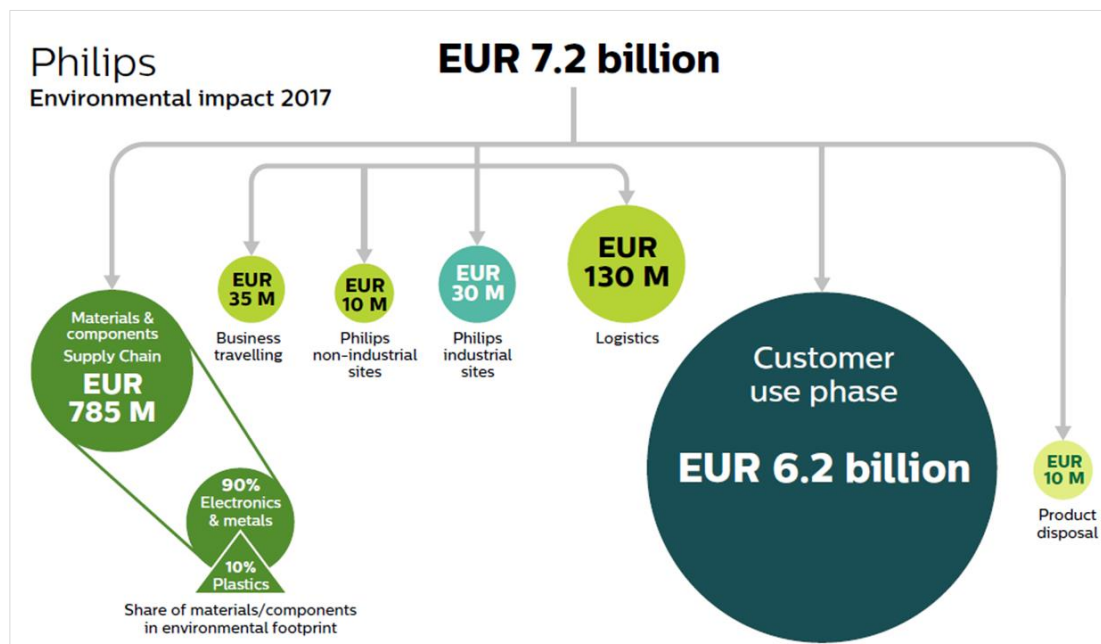 Philips
Environmental impact 2017
EUR 7.2 billion
Materials &
components
Supply Chain
EUR
785 M
90%
Electronics
& metals
10%
Plastics
Share of materials/components
in environmental footprint
EUR
35 M
Business
travelling
EUR
10 M
Philips
non-industrial
sites
EUR
30 M
Philips
industrial
sites
EUR
130 M
Logistics
Customer
use phase
EUR 6.2 billion
EUR
10 M
Product
disposal